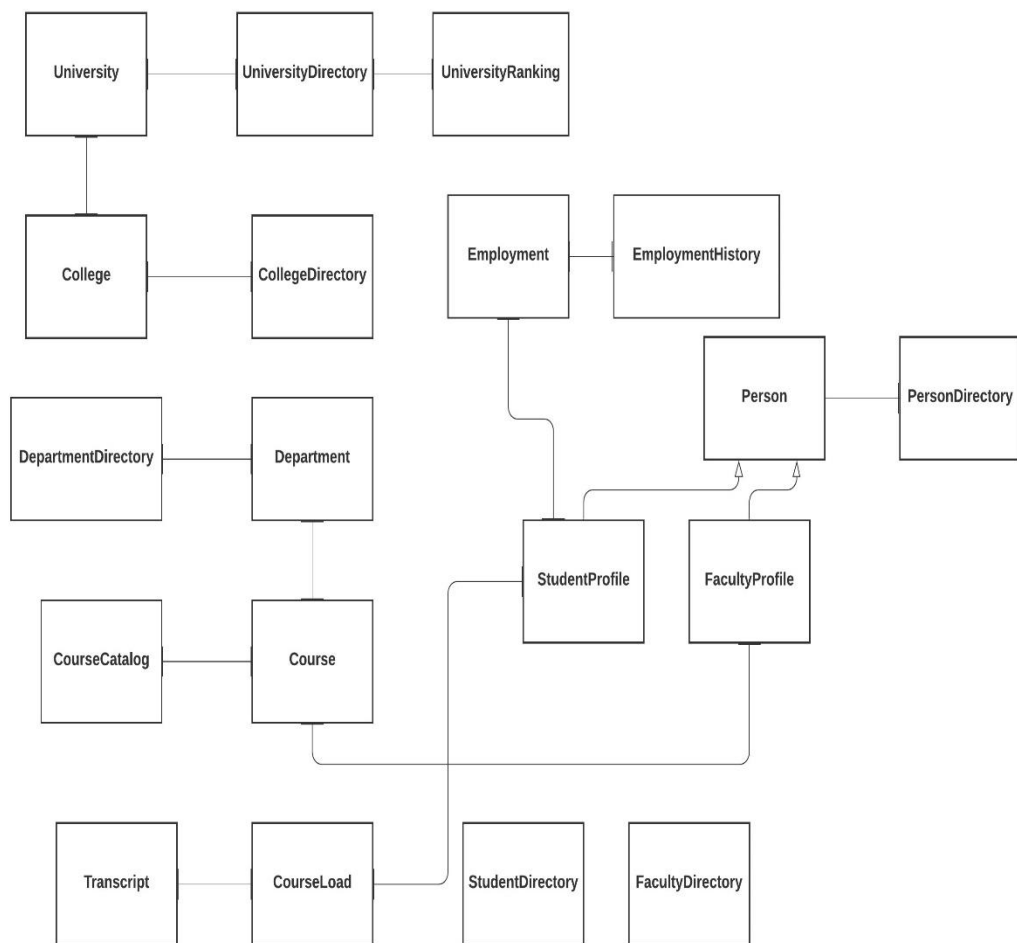 University
UniversityDirectory
UniversityRanking
College
CollegeDirectory
Employment
EmploymentHistory
Person
PersonDirectory
DepartmentDirectory
Department
StudentProfile
FacultyProfile
CourseCatalog
Course
Transcript
CourseLoad
StudentDirectory
FacultyDirectory